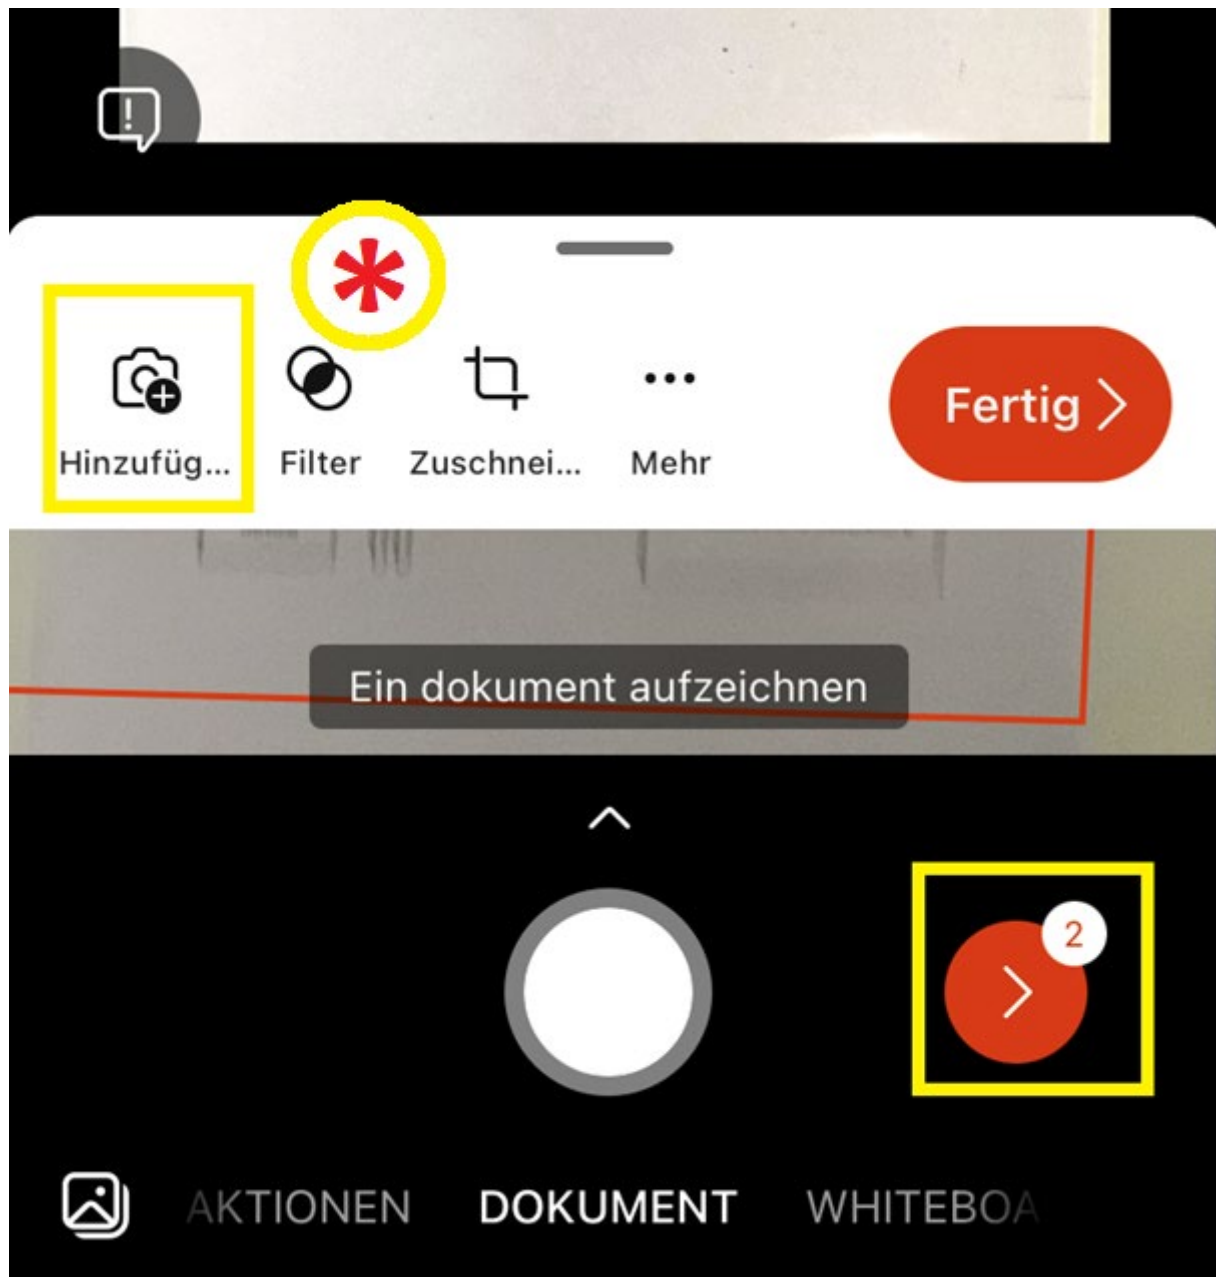 Hinzufüg...
Filter
Zuschnei...
Mehr
Fertig
Ein dokument aufzeichnen
2
AKTIONEN
DOKUMENT
WHITEBOA